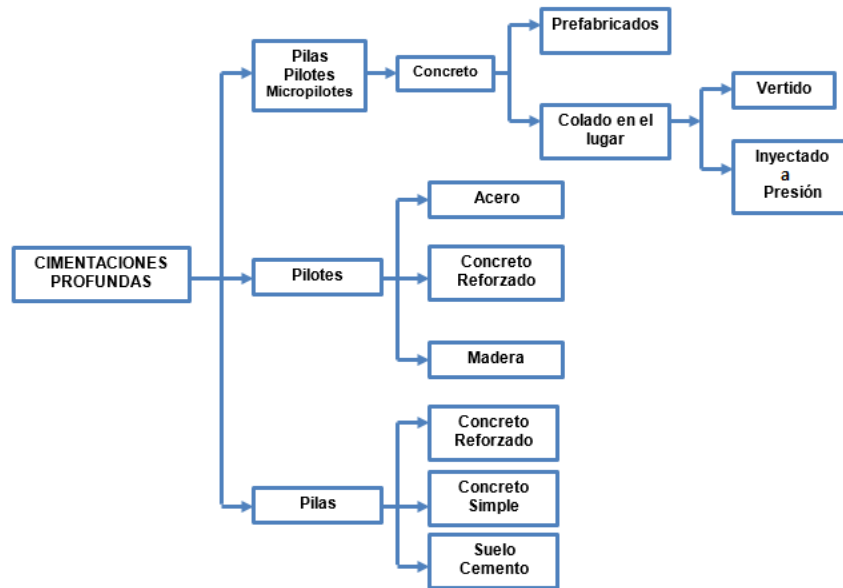 Pilas
Pilotes
Micropilotes
Concreto
Prefabricados
Colado en el
lugar
Vertido
Inyectado
a
Presión
CIMENTACIONES
PROFUNDAS
Pilotes
Acero
Concreto
Reforzado
Madera
Pilas
Concreto
Reforzado
Concreto
Simple
Suelo
Cemento